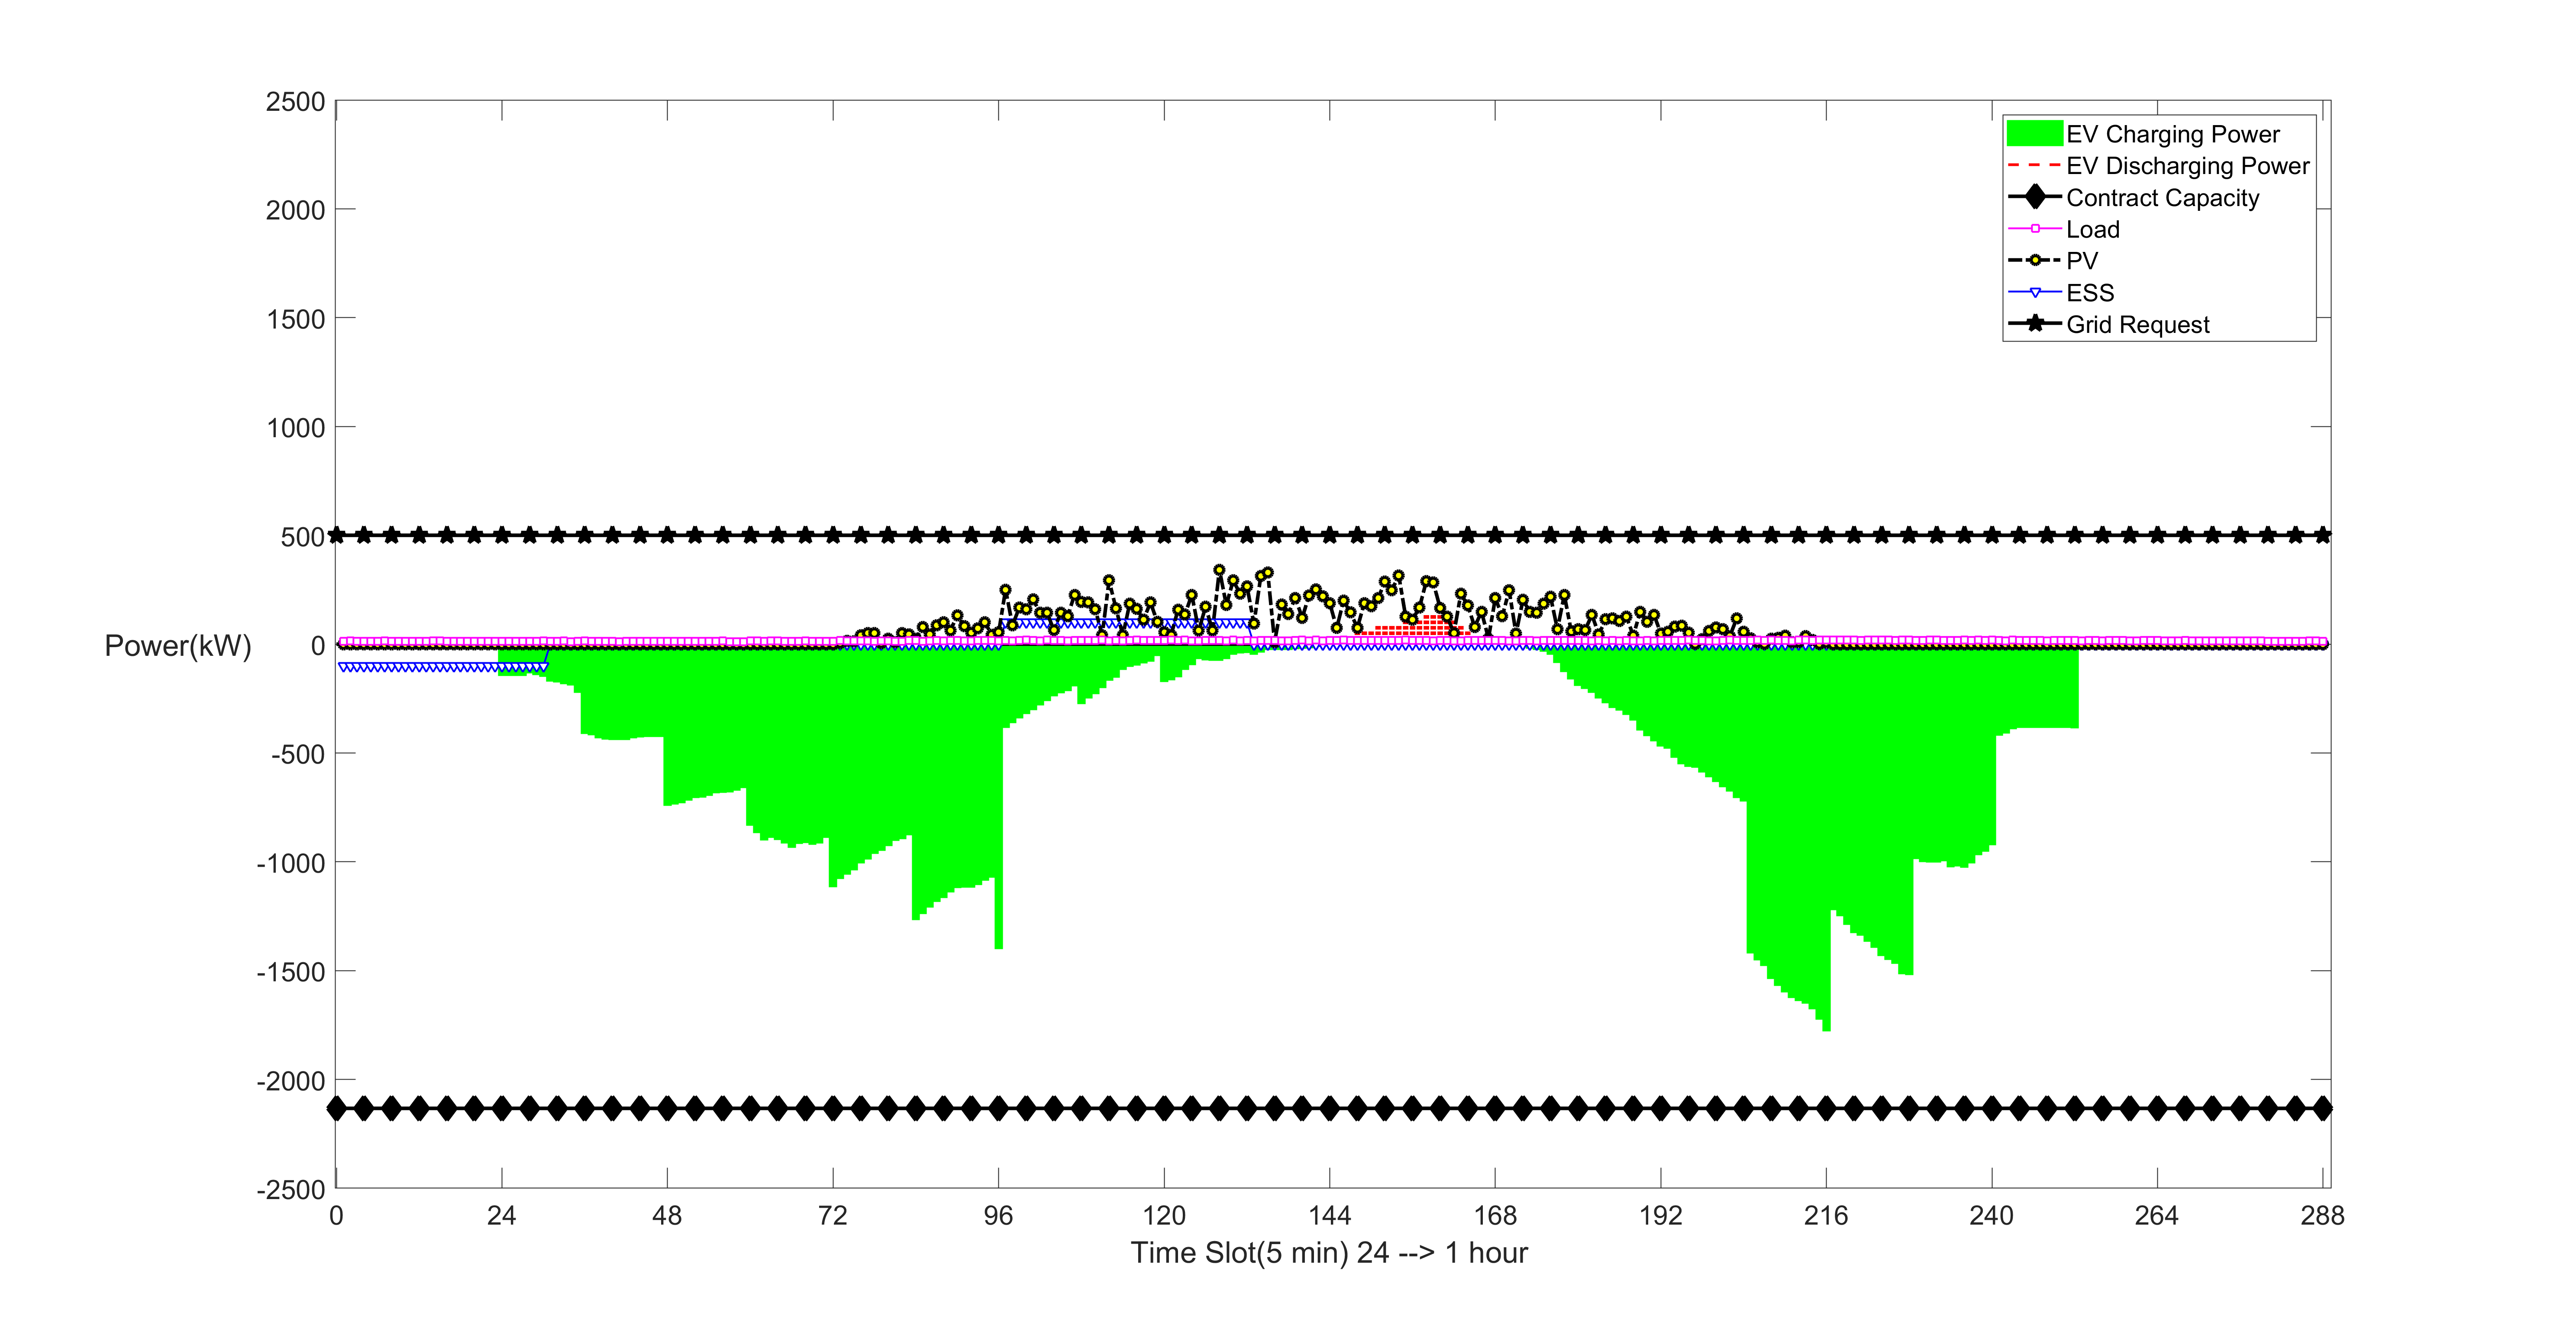 2500
2000
1500
1000
500
0
-500
-1000
-1500
-2000
-2500
Power(kW)
EV Charging Power
EV Discharging Power
Contract Capacity
Load
PV
ESS
Grid Request
0 24 48 72 96 120 144 168 192 216 240 264 288
Time Slot(5 min) 24 --> 1 hour